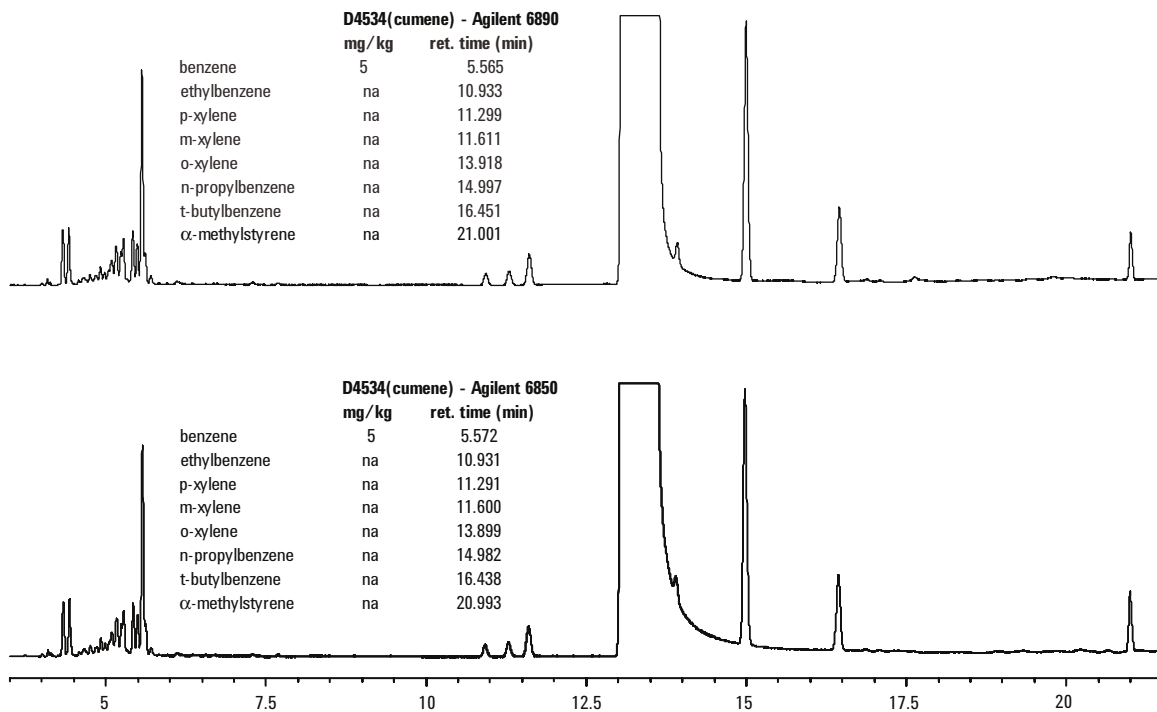 D4534(cumene) - Agilent 6890
mg/kg ret. time (min)
benzene 5 5.565
ethylbenzene na 10.933
p-xylene na 11.299
m-xylene na 11.611
o-xylene na 13.918
n-propylbenzene na 14.997
t-butylbenzene na 16.451
α-methylstyrene na 21.001
D4534(cumene) - Agilent 6850
mg/kg ret. time (min)
benzene 5 5.572
ethylbenzene na 10.931
p-xylene na 11.291
m-xylene na 11.600
o-xylene na 13.899
n-propylbenzene na 14.982
t-butylbenzene na 16.438
α-methylstyrene na 20.993
5 7.5 10 12.5 15 17.5 20